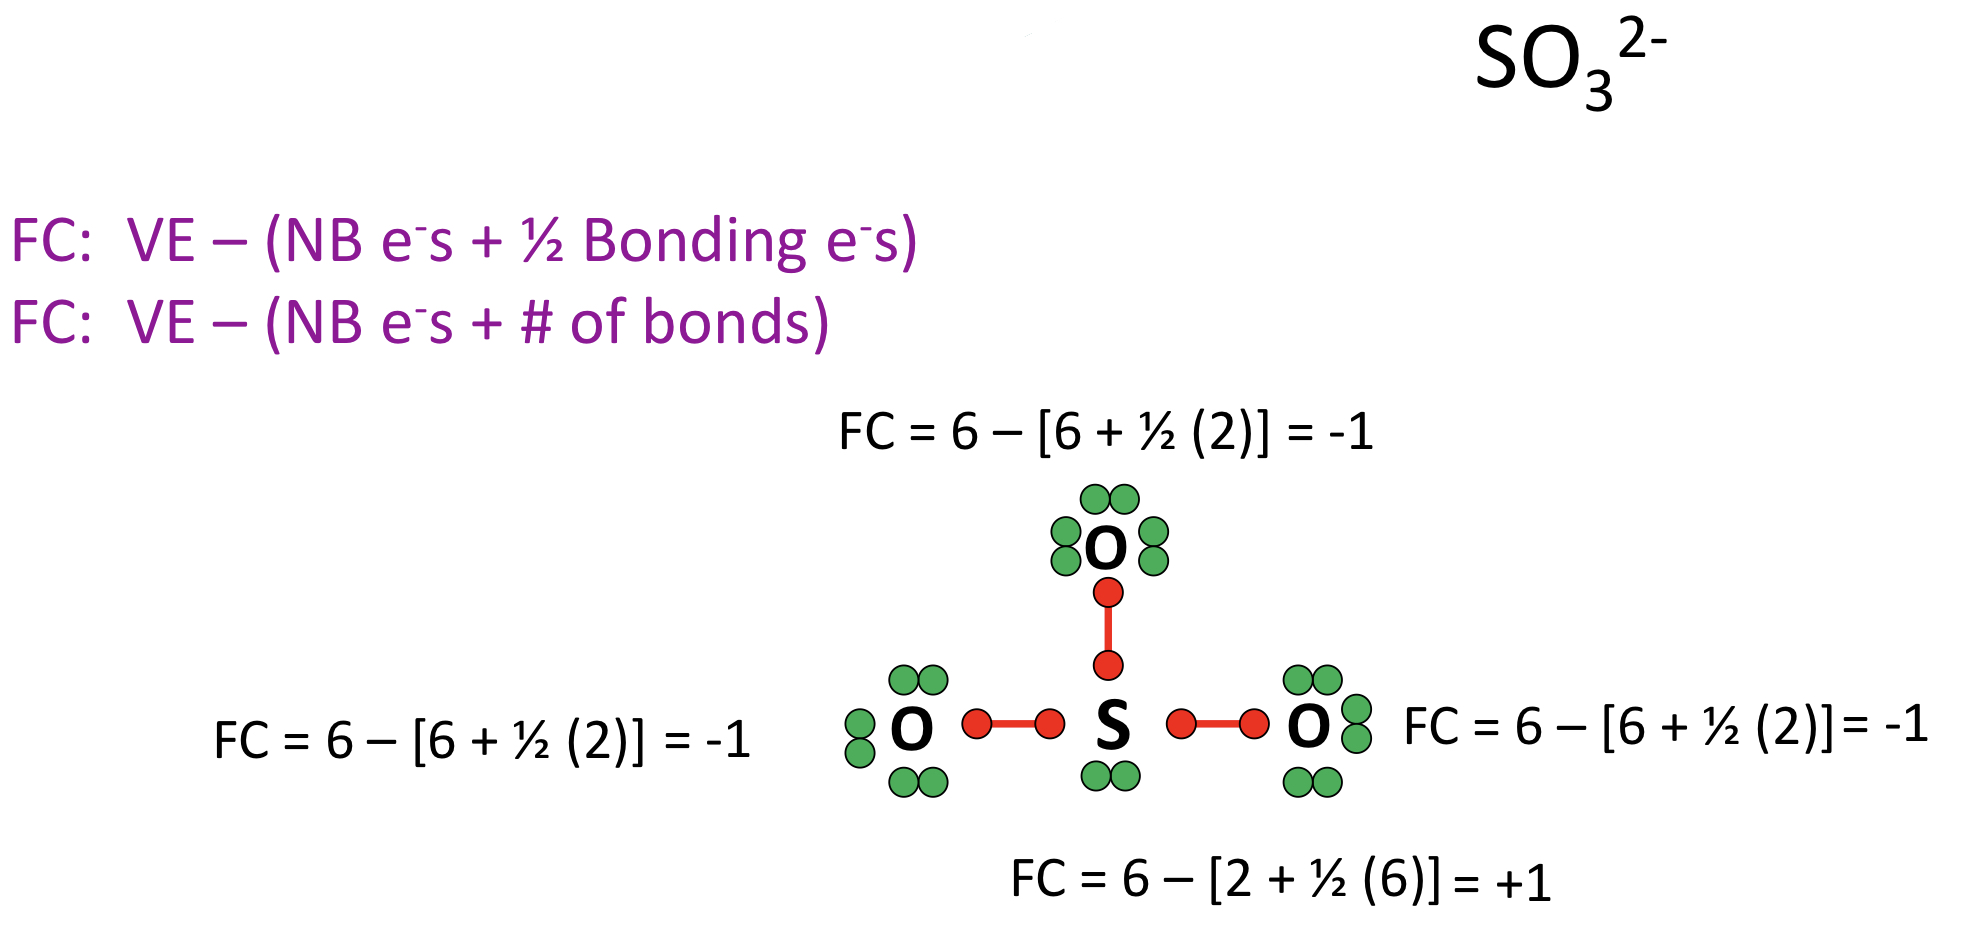 SO₃²⁻
FC: VE – (NB e⁻s + ½ Bonding e⁻s)
FC: VE – (NB e⁻s + # of bonds)
FC = 6 – [6 + ½ (2)] = -1
O
FC = 6 – [6 + ½ (2)] = -1
O S O
FC = 6 – [6 + ½ (2)] = -1
FC = 6 – [2 + ½ (6)] = +1